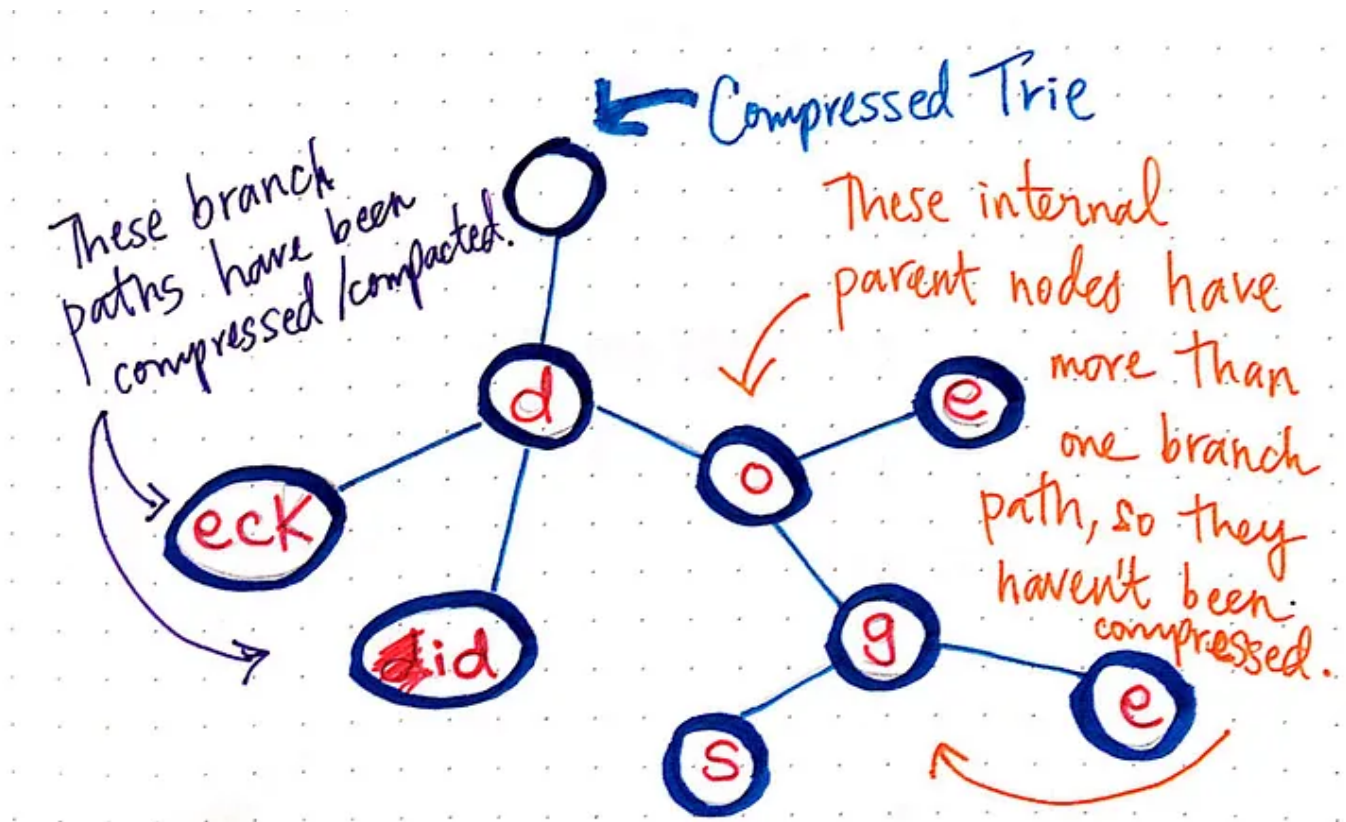 Compressed Trie
These branch
paths have been
compressed/compacted.
These internal
parent nodes have
more than
one branch
path, so they
haven't been
compressed.
d
eck
id
o
e
g
s
e